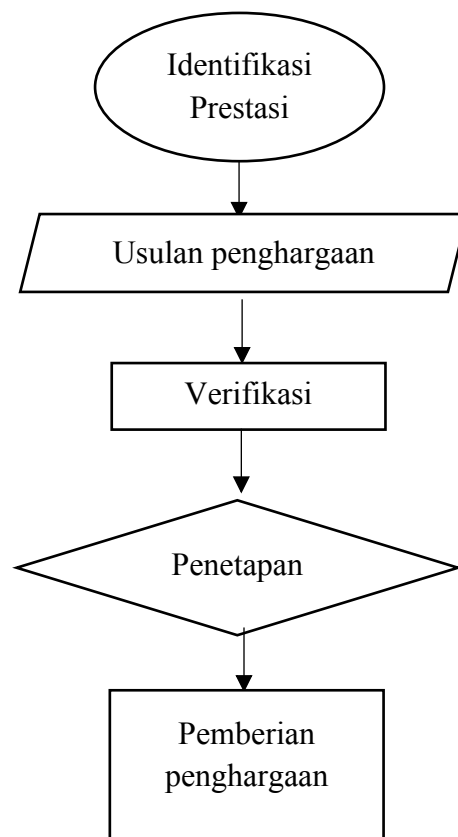 Identifikasi
Prestasi
Usulan penghargaan
Verifikasi
Penetapan
Pemberian
penghargaan